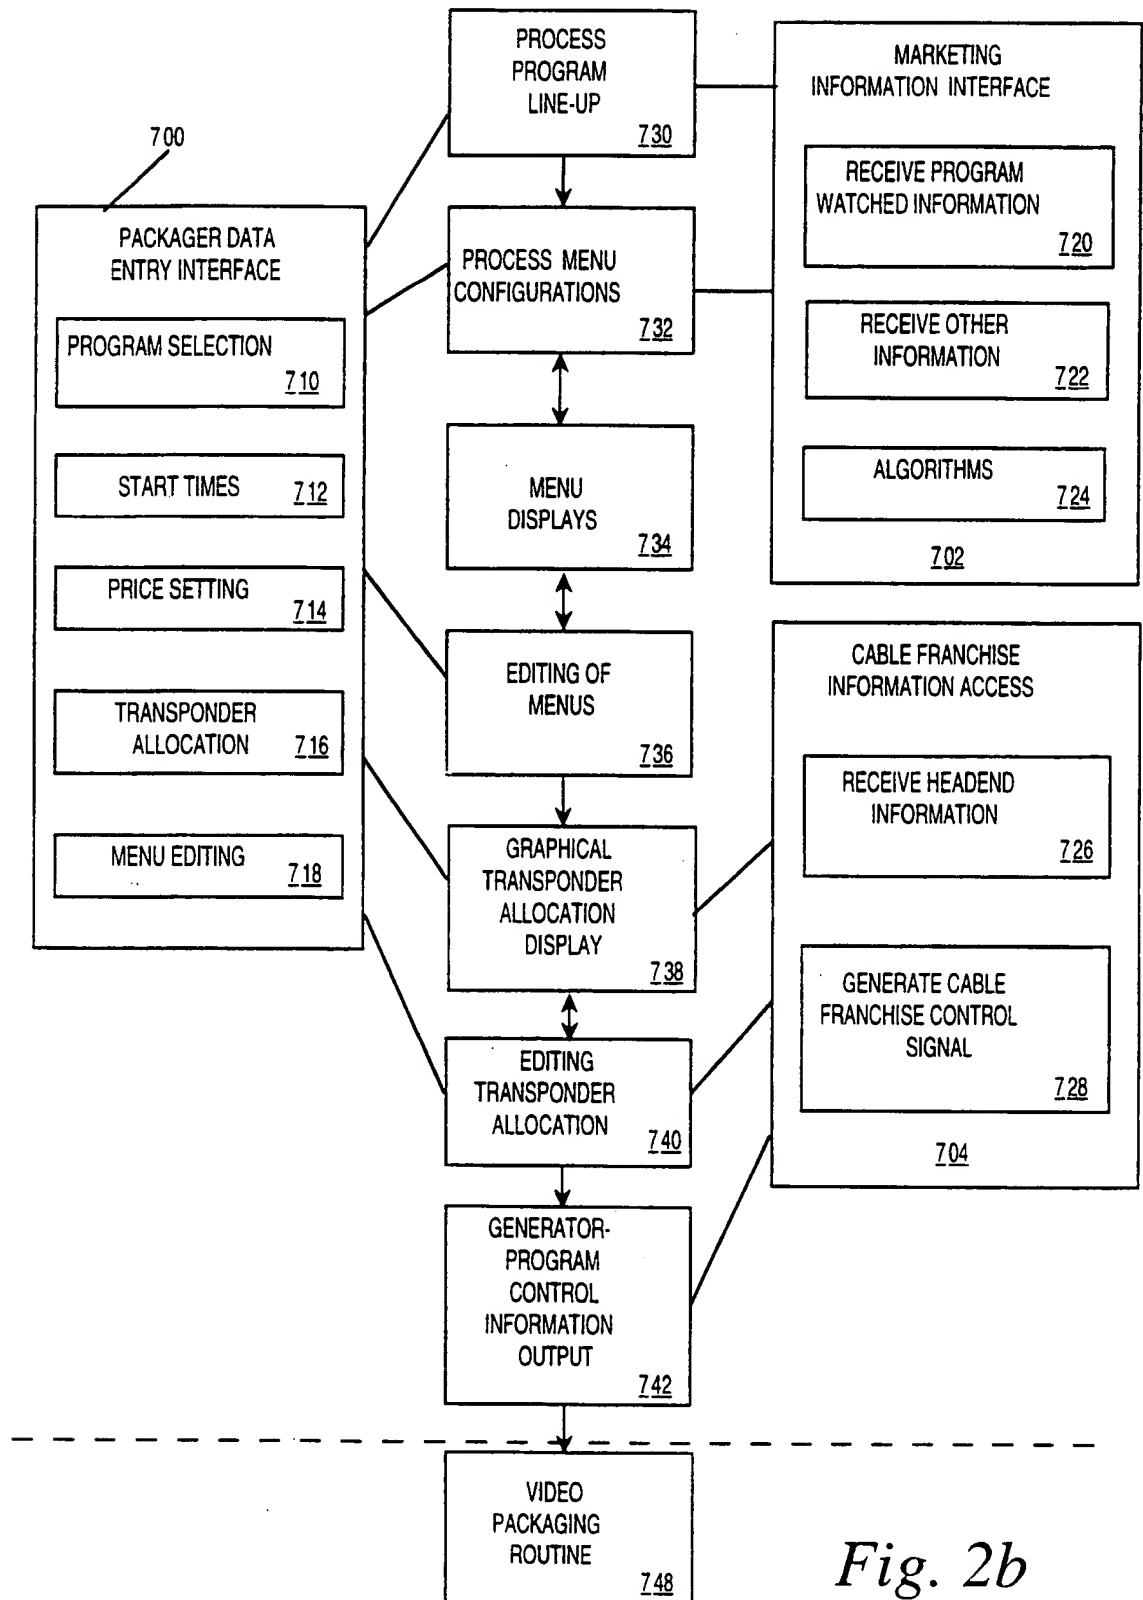 PROCESS
PROGRAM
LINE-UP
730
MARKETING
INFORMATION INTERFACE
RECEIVE PROGRAM
WATCHED INFORMATION
720
RECEIVE OTHER
INFORMATION
722
ALGORITHMS
724
702
700
PACKAGER DATA
ENTRY INTERFACE
PROGRAM SELECTION
710
START TIMES 712
PRICE SETTING
714
TRANSPONDER
ALLOCATION 716
MENU EDITING
718
PROCESS MENU
CONFIGURATIONS
732
MENU
DISPLAYS
734
EDITING OF
MENUS
736
GRAPHICAL
TRANSPONDER
ALLOCATION
DISPLAY
738
EDITING
TRANSPONDER
ALLOCATION
740
CABLE FRANCHISE
INFORMATION ACCESS
RECEIVE HEADEND
INFORMATION
726
GENERATE CABLE
FRANCHISE CONTROL
SIGNAL
728
704
GENERATOR-
PROGRAM
CONTROL
INFORMATION
OUTPUT
742
VIDEO
PACKAGING
ROUTINE
748
Fig. 2b